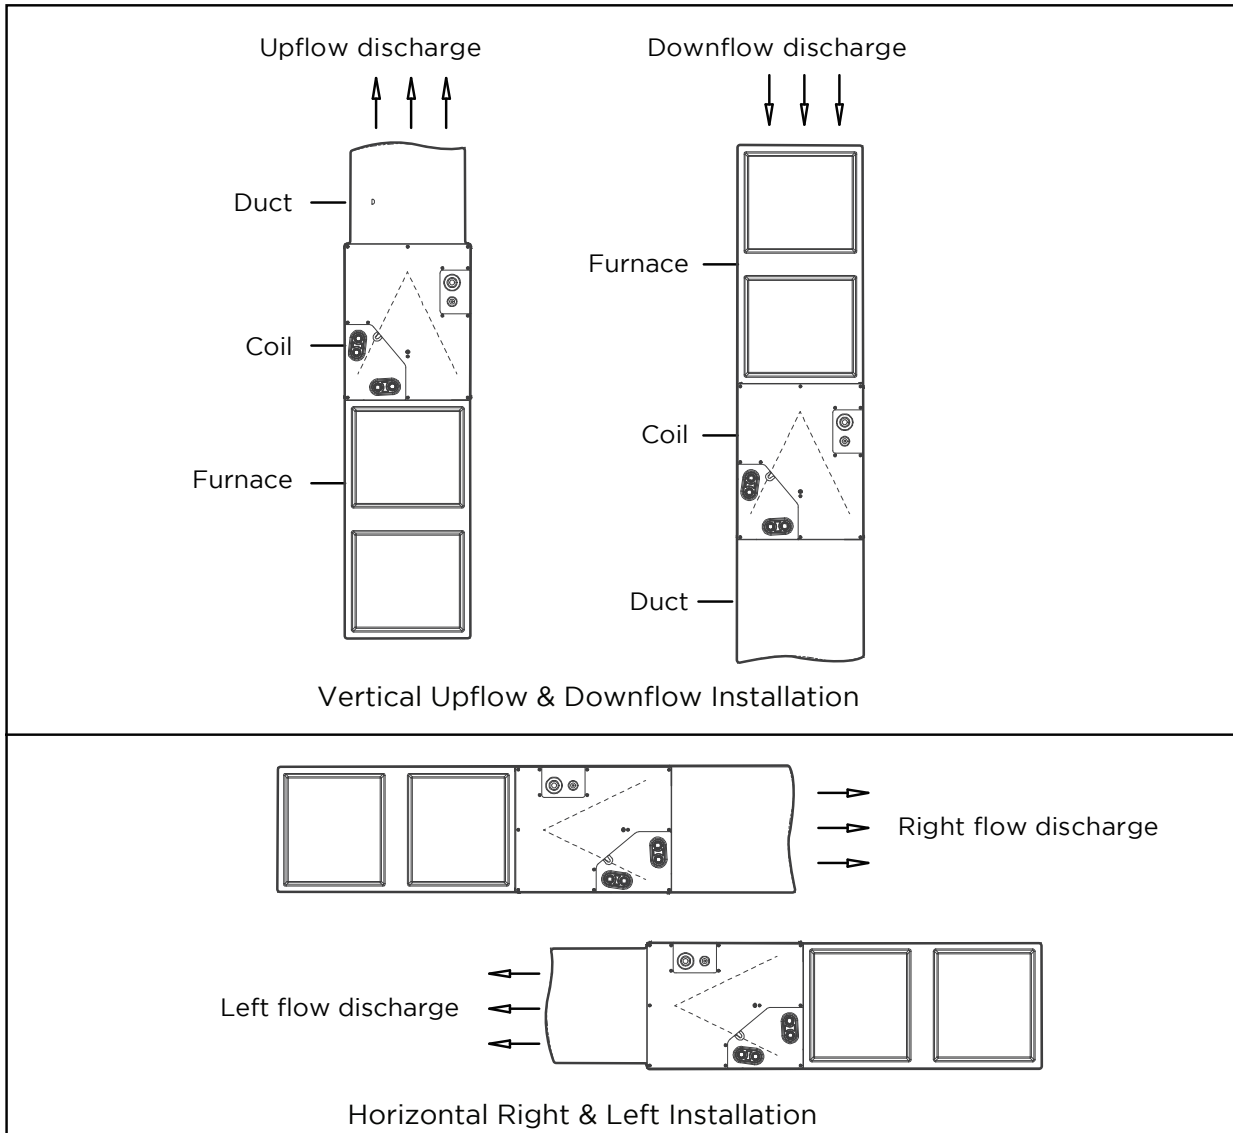 Upflow discharge
Downflow discharge
Duct
Furnace
Coil
Coil
Furnace
Duct
Vertical Upflow & Downflow Installation
Right flow discharge
Left flow discharge
Horizontal Right & Left Installation